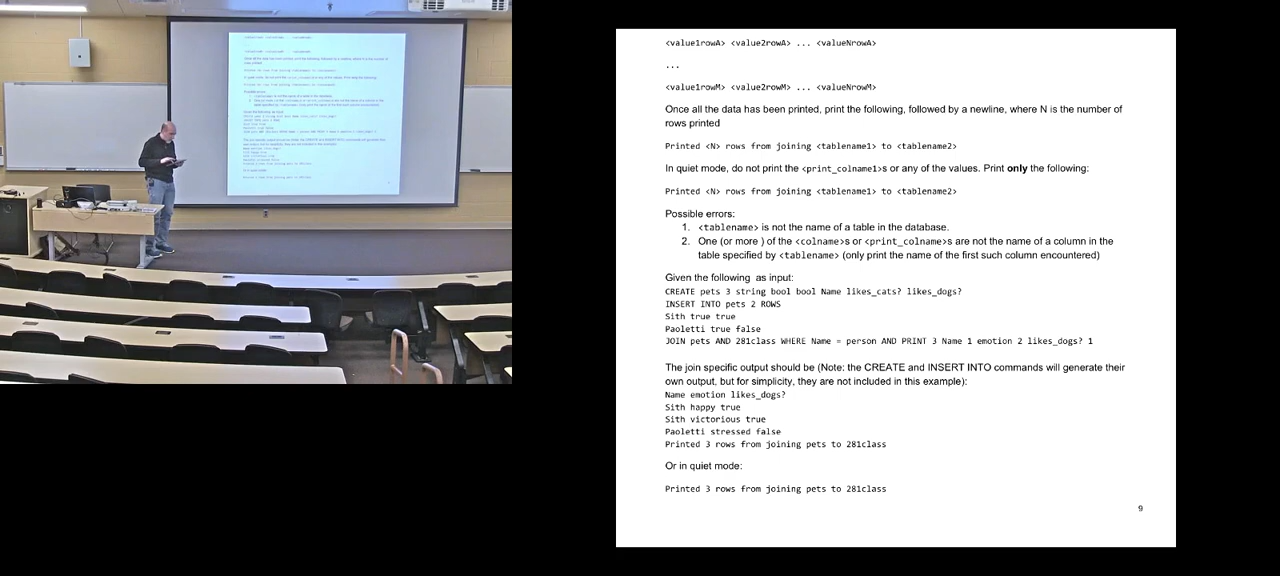 <value1rowA> <value2rowA> ... <valueNrowA>
...
<value1rowM> <value2rowM> ... <valueNrowM>
Once all the data has been printed, print the following, followed by a newline, where N is the number of
rows printed
Printed <N> rows from joining <tablename1> to <tablename2>
In quiet mode, do not print the <print_colname1>s or any of the values. Print only the following:
Printed <N> rows from joining <tablename1> to <tablename2>
Possible errors:
1. <tablename> is not the name of a table in the database.
2. One (or more ) of the <colname>s or <print_colname>s are not the name of a column in the
table specified by <tablename> (only print the name of the first such column encountered)
Given the following as input:
CREATE pets 3 string bool bool Name likes_cats? likes_dogs?
INSERT INTO pets 2 ROWS
Sith true true
Paoletti true false
JOIN pets AND 281class WHERE Name = person AND PRINT 3 Name 1 emotion 2 likes_dogs? 1
The join specific output should be (Note: the CREATE and INSERT INTO commands will generate their
own output, but for simplicity, they are not included in this example):
Name emotion likes_dogs?
Sith happy true
Sith victorious true
Paoletti stressed false
Printed 3 rows from joining pets to 281class
Or in quiet mode:
Printed 3 rows from joining pets to 281class
9